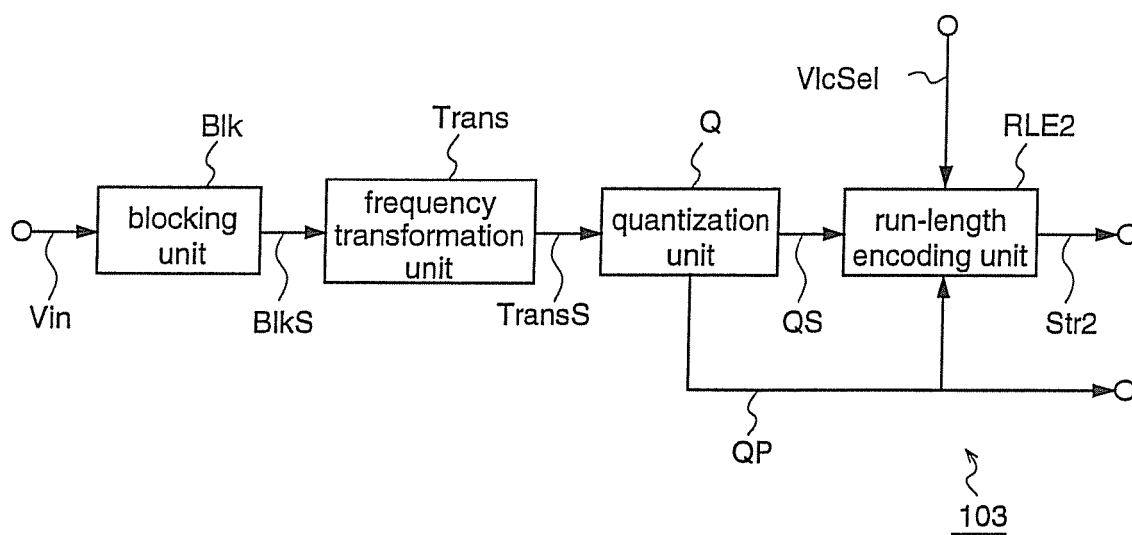 VlcSel
Blk
Trans
Q
RLE2
blocking
unit
frequency
transformation
unit
quantization
unit
run-length
encoding unit
Vin
BlkS
TransS
QS
Str2
QP
103